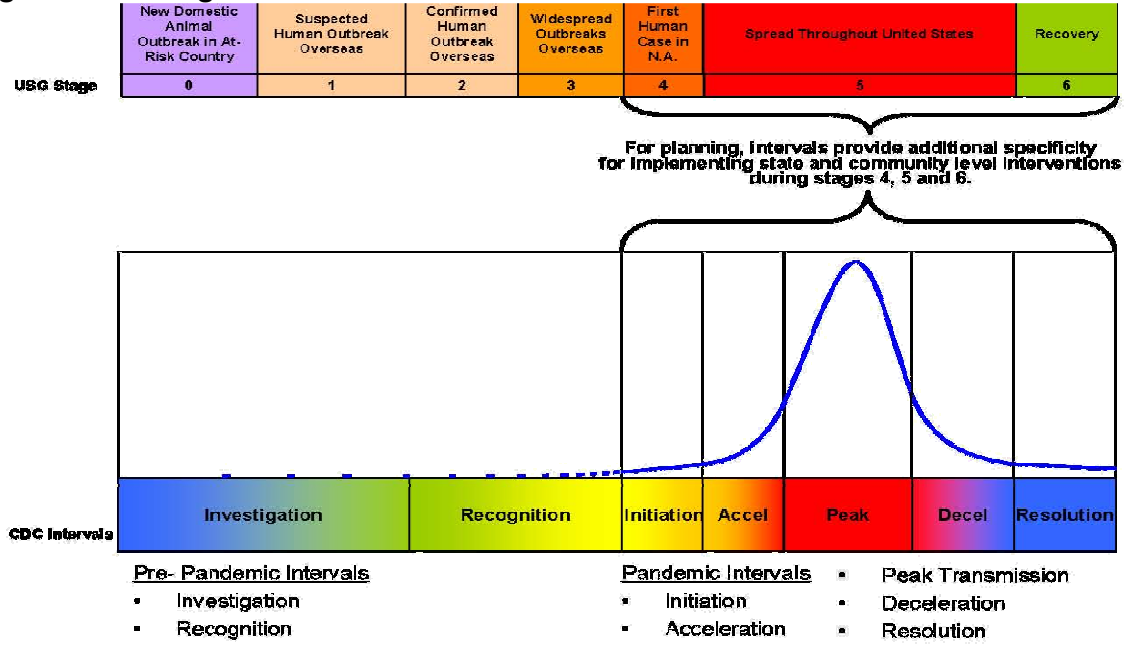 New Domestic
Animal
Outbreak in At-
Risk Country
Suspected
Human Outbreak
Overseas
Confirmed
Human
Outbreak
Overseas
Widespread
Outbreaks
Overseas
First
Human
Case in
N.A.
Spread Throughout United States
Recovery
USG Stage
0
1
2
3
4
5
6
For planning, intervals provide additional specificity
for implementing state and community level interventions
during stages 4, 5 and 6.
CDC Intervals
Investigation
Recognition
Initiation
Accel
Peak
Decel
Resolution
Pre- Pandemic Intervals
▪ Investigation
▪ Recognition
Pandemic Intervals
▪ Initiation
▪ Acceleration
• Peak Transmission
• Deceleration
• Resolution